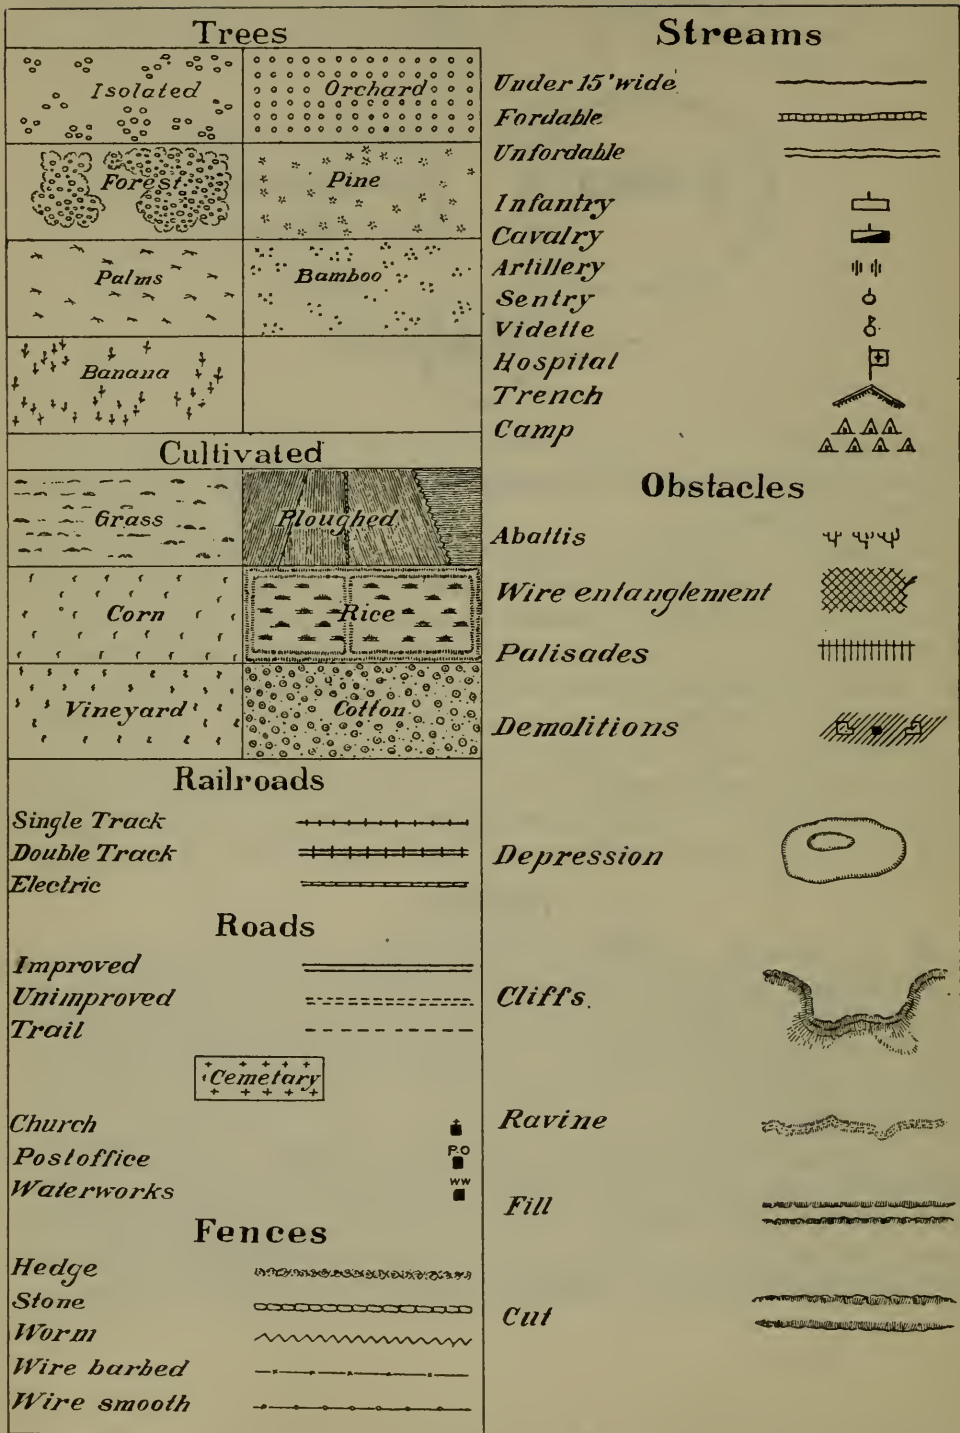 Trees
Isolated
Orchard
Forest
Pine
Palms
Bamboo
Banana
Cultivated
Grass
Ploughed
Corn
Rice
Vineyard
Cotton
Railroads
Single Track
Double Track
Electric
Roads
Improved
Unimproved
Trail
Cemetary
Church
Postoffice
P.O
Waterworks
WW
Fences
Hedge
Stone
Worm
Wire barbed
Wire smooth
Streams
Under 15' wide
Fordable
Unfordable
Infantry
Cavalry
Artillery
Sentry
Vidette
Hospital
Trench
Camp
Obstacles
Abattis
Wire entanglement
Palisades
Demolitions
Depression
Cliffs.
Ravine
Fill
Cut